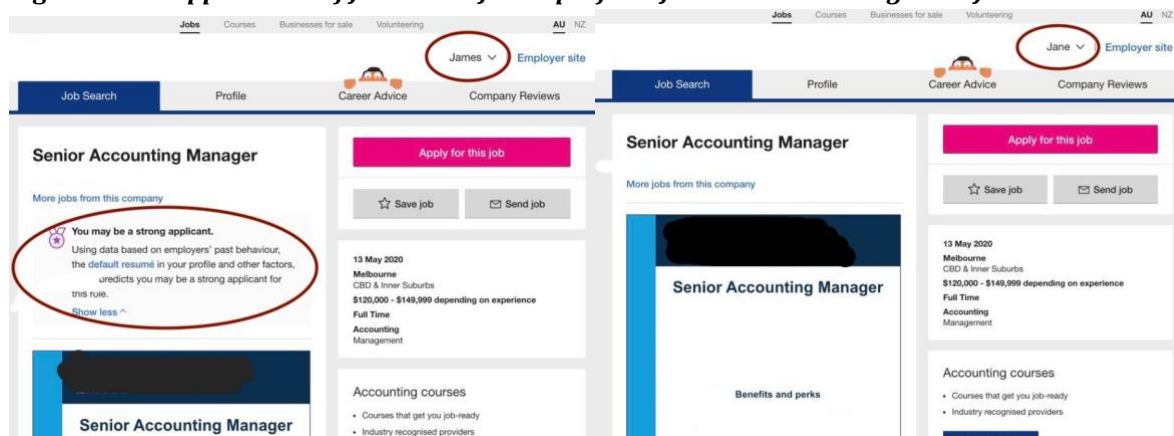 Jobs Courses Businesses for sale Volunteering AU NZ
James Employer site
Job Search Profile Career Advice Company Reviews
Senior Accounting Manager
More jobs from this company
You may be a strong applicant.
Using data based on employers' past behaviour,
the default resumé in your profile and other factors,
predicts you may be a strong applicant for
this role.
Show less
Senior Accounting Manager
Apply for this job
Save job Send job
13 May 2020
Melbourne
CBD & Inner Suburbs
$120,000 - $149,999 depending on experience
Full Time
Accounting
Management
Accounting courses
• Courses that get you job-ready
• Industry recognised providers
Jobs Courses Businesses for sale Volunteering AU NZ
Jane Employer site
Job Search Profile Career Advice Company Reviews
Senior Accounting Manager
More jobs from this company
Senior Accounting Manager
Benefits and perks
Apply for this job
Save job Send job
13 May 2020
Melbourne
CBD & Inner Suburbs
$120,000 - $149,999 depending on experience
Full Time
Accounting
Management
Accounting courses
• Courses that get you job-ready
• Industry recognised providers